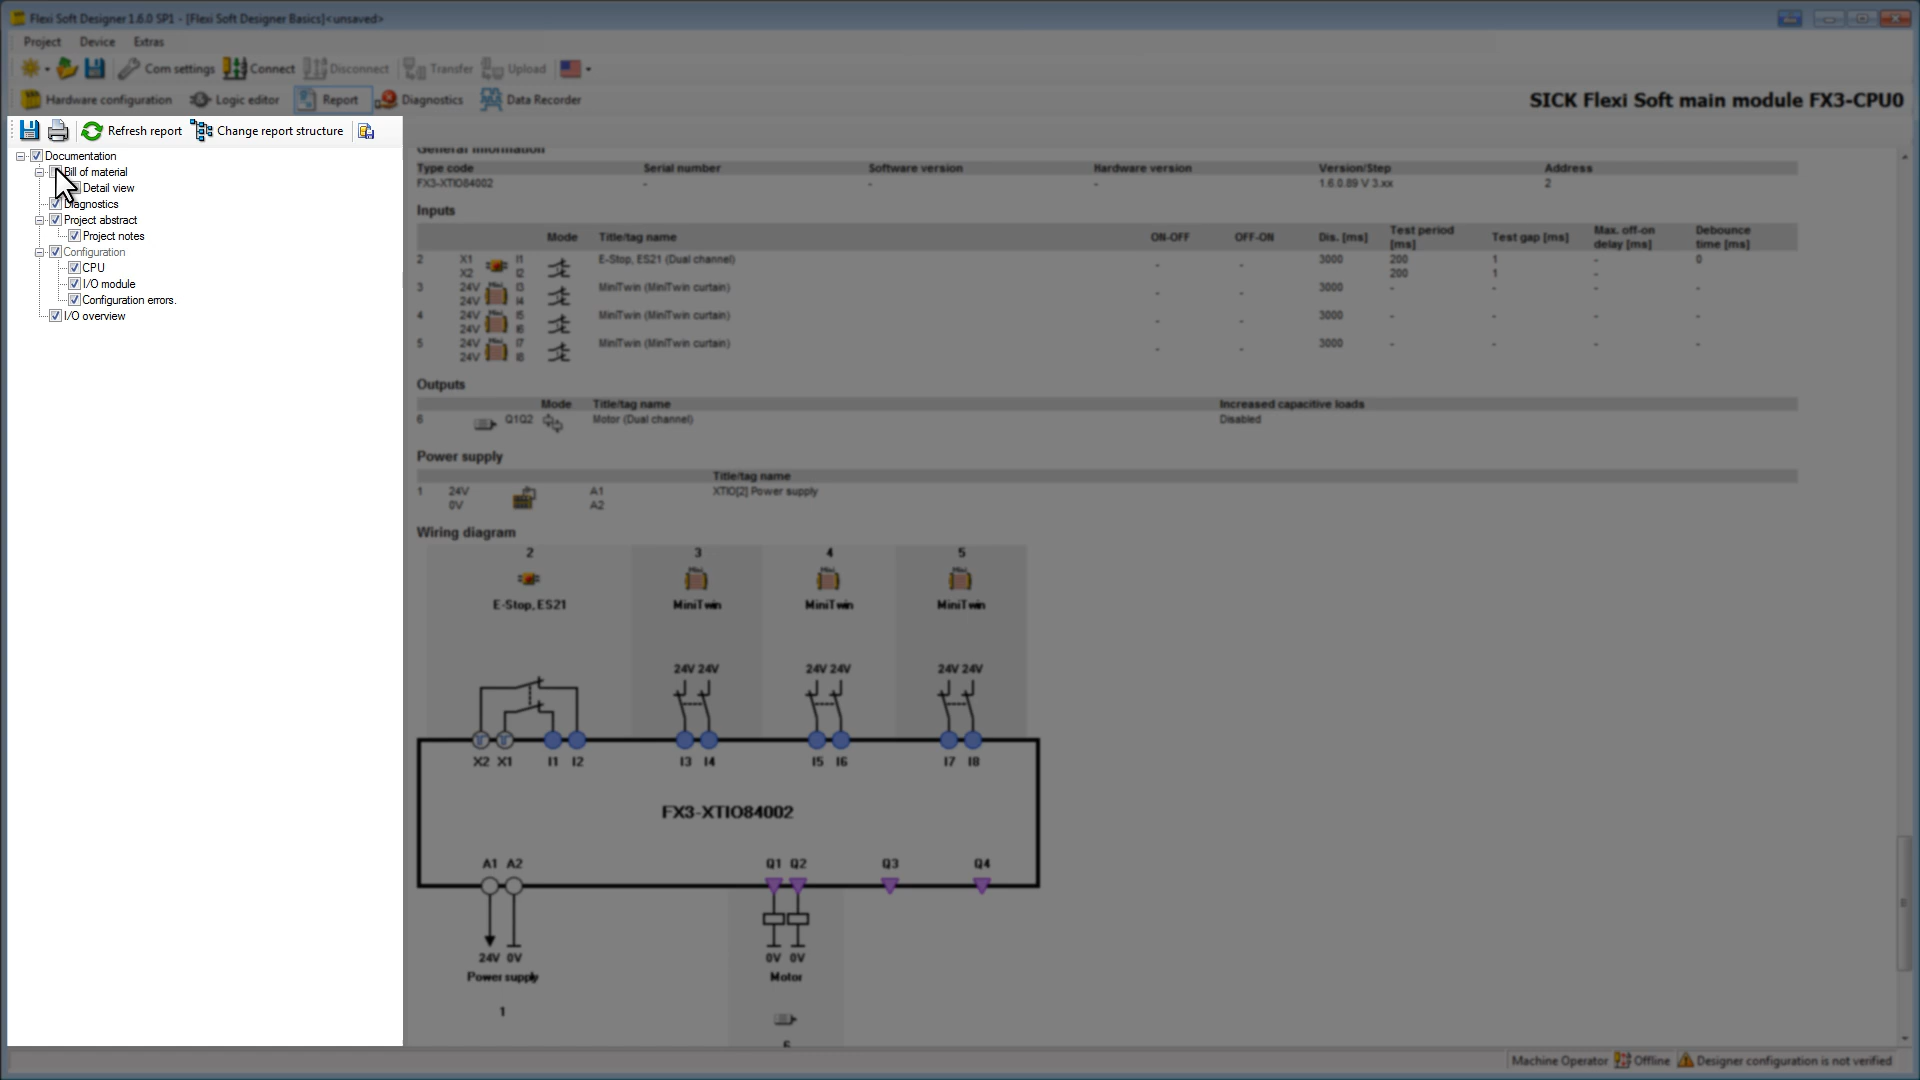 Flexi Soft Designer 1.6.0 SP1 - [Flexi Soft Designer Basics]<unsaved>
Project Device Extras
Com settings Connect Disconnect Transfer Upload
Hardware configuration Logic editor Report Diagnostics Data Recorder SICK Flexi Soft main module FX3-CPU0
Refresh report Change report structure
Documentation
Bill of material
Detail view
Diagnostics
Project abstract
Project notes
Configuration
CPU
I/O module
Configuration errors.
I/O overview
General information
Type code Serial number Software version Hardware version Version/Step Address
FX3-XTIO84002 - - - 1.6.0.89 V 3.xx 2
Inputs
Mode Title/tag name ON-OFF OFF-ON Dis. [ms] Test period [ms] Test gap [ms] Max. off-on delay [ms] Debounce time [ms]
2 X1 I1 E-Stop, ES21 (Dual channel) - - 3000 200 1 - 0
X2 I2 200 1 -
3 24V I3 MiniTwin (MiniTwin curtain) - - 3000 - - - -
24V I4
4 24V I5 MiniTwin (MiniTwin curtain) - - 3000 - - - -
24V I6
5 24V I7 MiniTwin (MiniTwin curtain) - - 3000 - - - -
24V I8
Outputs
Mode Title/tag name Increased capacitive loads
6 Q1Q2 Motor (Dual channel) Disabled
Power supply
Title/tag name
1 24V A1 XTIO[2] Power supply
0V A2
Wiring diagram
2 3 4 5
Mini Mini Mini
E-Stop, ES21 MiniTwin MiniTwin MiniTwin
24V 24V 24V 24V 24V 24V
X2 X1 I1 I2 I3 I4 I5 I6 I7 I8
FX3-XTIO84002
A1 A2 Q1 Q2 Q3 Q4
24V 0V 0V 0V
Power supply Motor
1
6
Machine Operator Offline Designer configuration is not verified